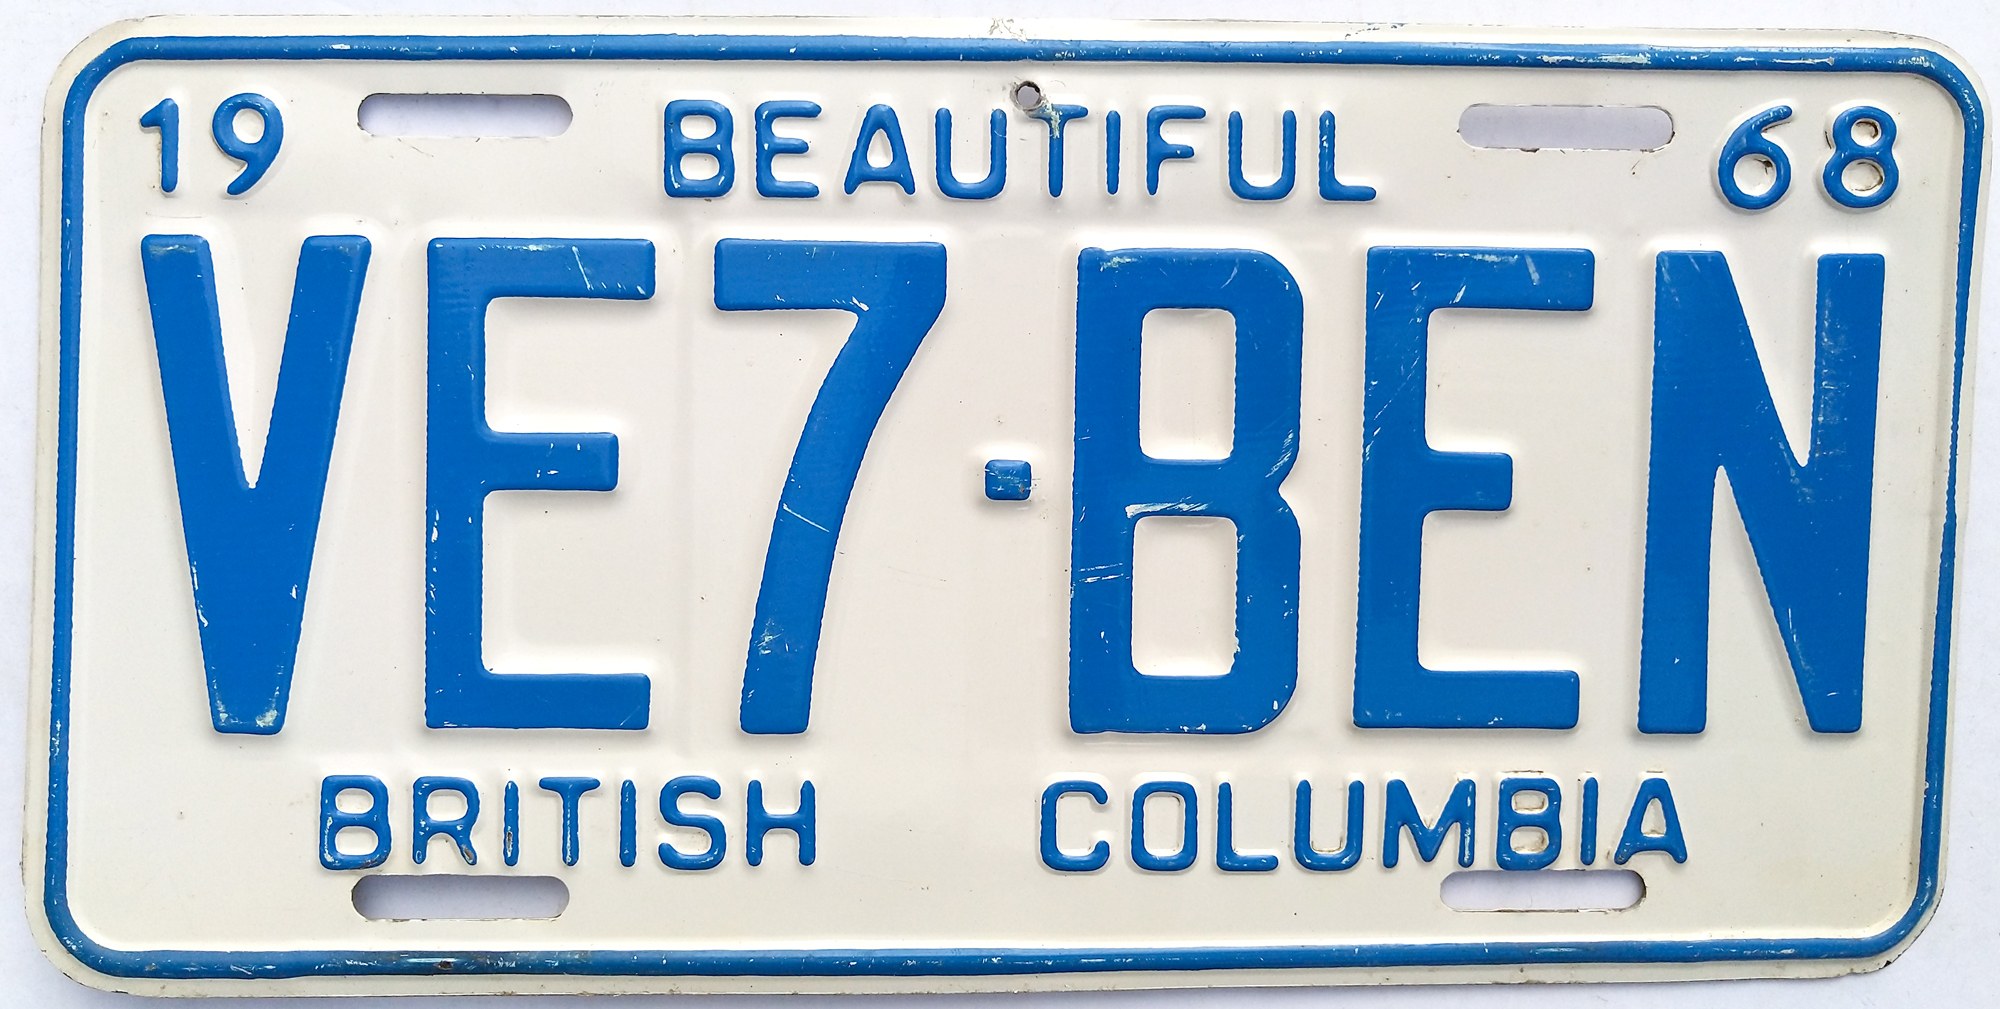 19 BEAUTIFUL 68
VE7-BEN
BRITISH COLUMBIA